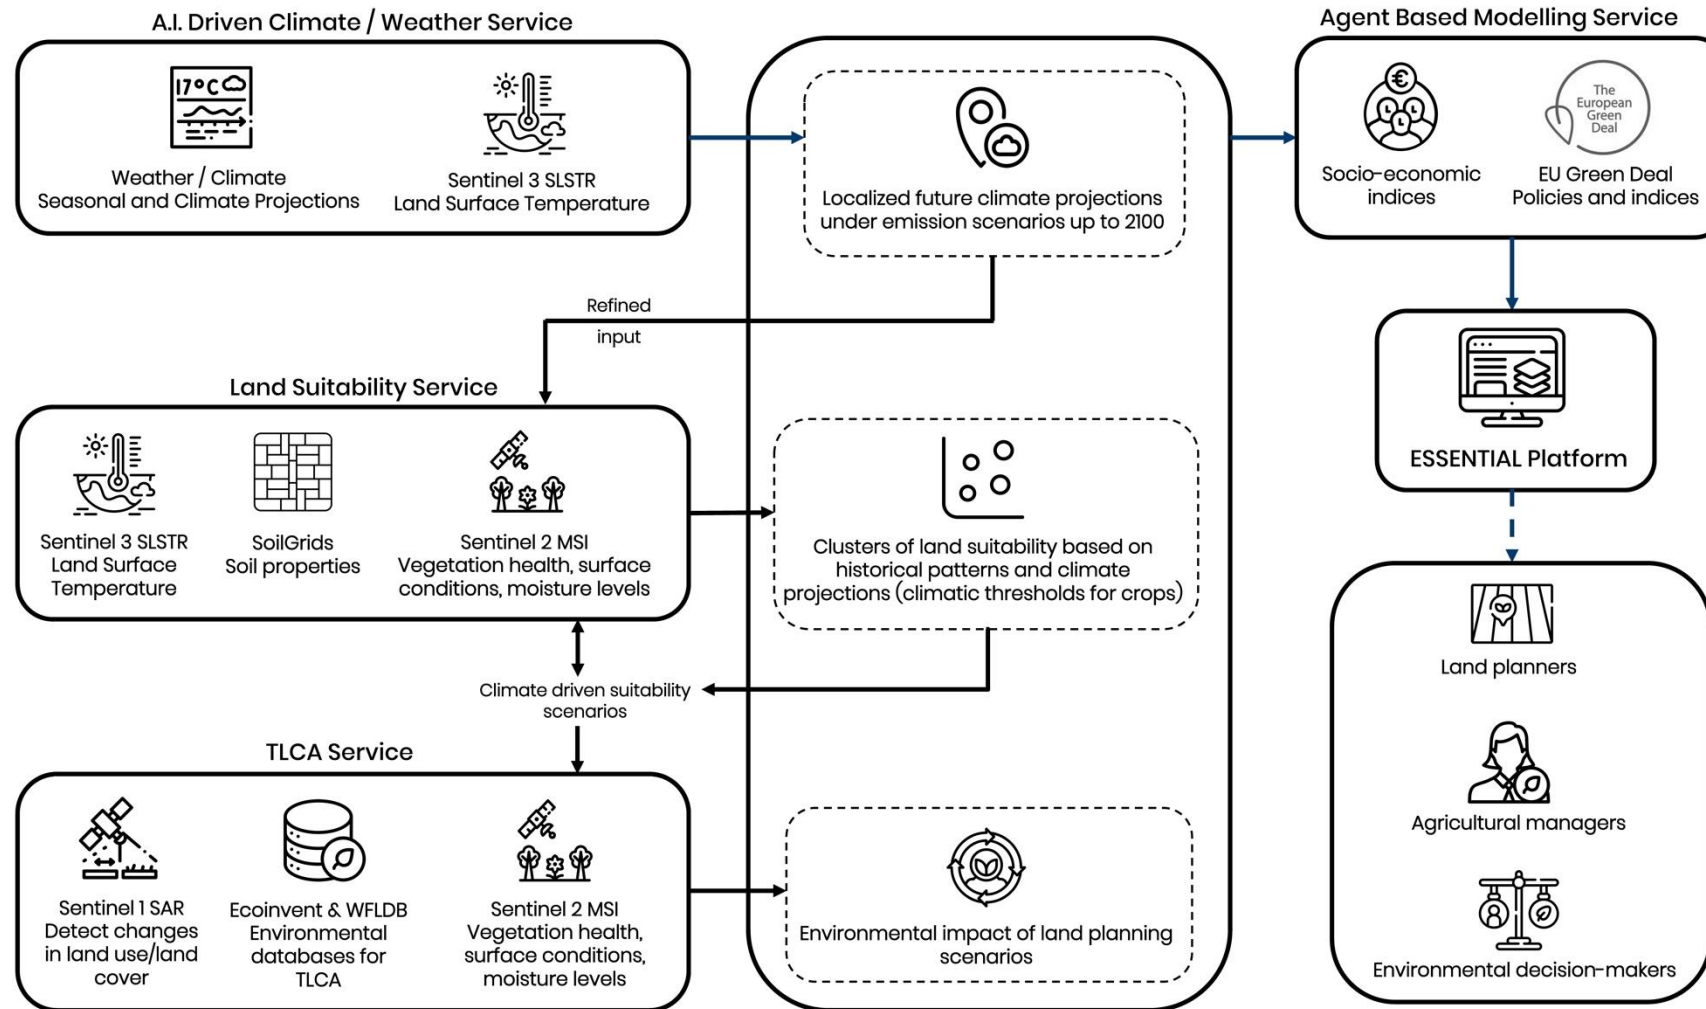 A.I. Driven Climate / Weather Service
17°C
Weather / Climate
Seasonal and Climate Projections
Sentinel 3 SLSTR
Land Surface Temperature
Localized future climate projections
under emission scenarios up to 2100
Agent Based Modelling Service
€
Socio-economic
indices
The
European
Green
Deal
EU Green Deal
Policies and indices
Refined
input
Land Suitability Service
Sentinel 3 SLSTR
Land Surface
Temperature
SoilGrids
Soil properties
Sentinel 2 MSI
Vegetation health, surface
conditions, moisture levels
Clusters of land suitability based on
historical patterns and climate
projections (climatic thresholds for crops)
ESSENTIAL Platform
Climate driven suitability
scenarios
TLCA Service
Sentinel 1 SAR
Detect changes
in land use/land
cover
Ecoinvent & WFLDB
Environmental
databases for
TLCA
Sentinel 2 MSI
Vegetation health,
surface conditions,
moisture levels
Environmental impact of land planning
scenarios
Land planners
Agricultural managers
Environmental decision-makers